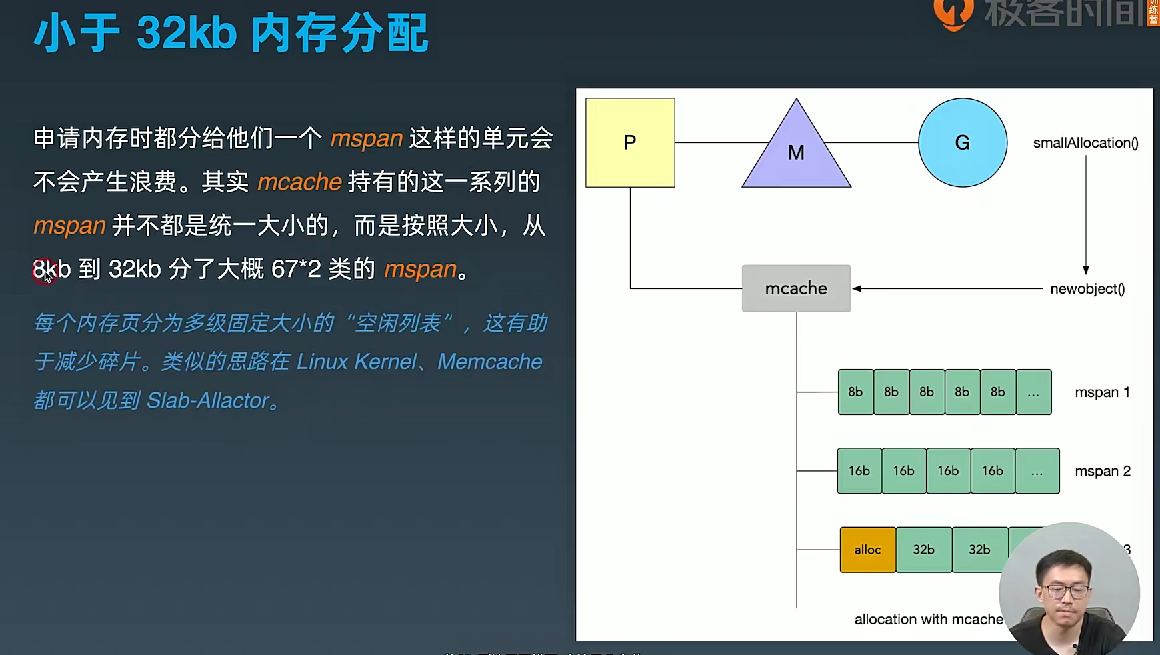 小于 32kb 内存分配
极客时间
训练营
申请内存时都分给他们一个 mspan 这样的单元会
不会产生浪费。其实 mcache 持有的这一系列的
mspan 并不都是统一大小的，而是按照大小，从
8kb 到 32kb 分了大概 67*2 类的 mspan。
每个内存页分为多级固定大小的“空闲列表”，这有助
于减少碎片。类似的思路在 Linux Kernel、Memcache
都可以见到 Slab-Allactor。
P
M
G
smallAllocation()
mcache
newobject()
8b 8b 8b 8b 8b ... mspan 1
16b 16b 16b 16b ... mspan 2
alloc 32b 32b 3
allocation with mcache